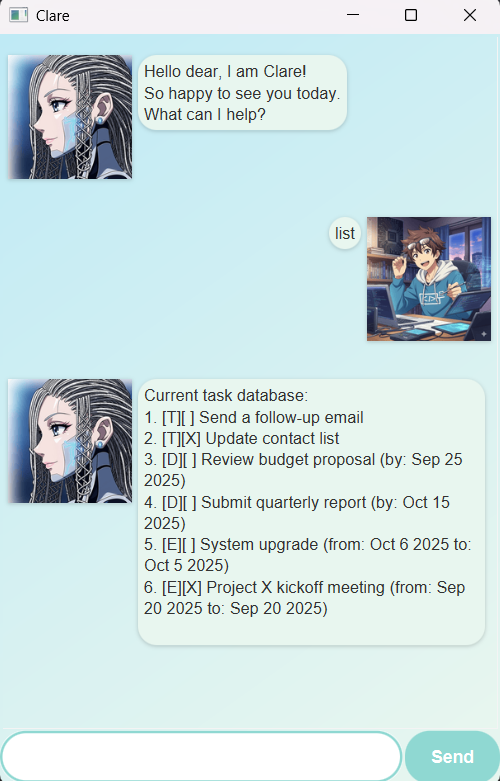 Clare
Hello dear, I am Clare!
So happy to see you today.
What can I help?
list
Current task database:
1. [T][ ] Send a follow-up email
2. [T][X] Update contact list
3. [D][ ] Review budget proposal (by: Sep 25
2025)
4. [D][ ] Submit quarterly report (by: Oct 15
2025)
5. [E][ ] System upgrade (from: Oct 6 2025 to:
Oct 5 2025)
6. [E][X] Project X kickoff meeting (from: Sep
20 2025 to: Sep 20 2025)
Send